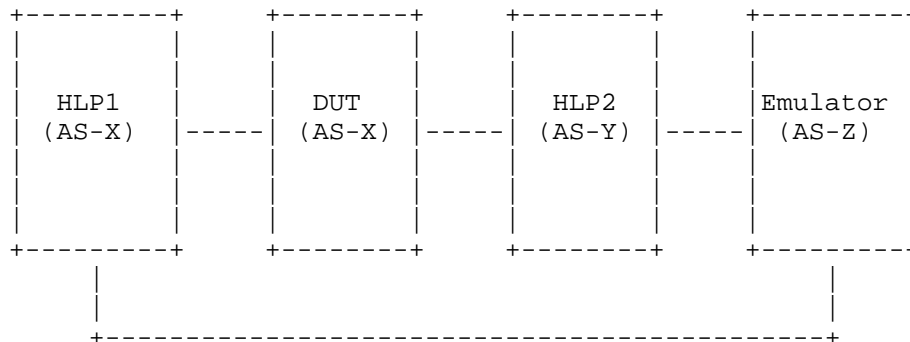 HLP1 DUT HLP2 Emulator
(AS-X) (AS-X) (AS-Y) (AS-Z)